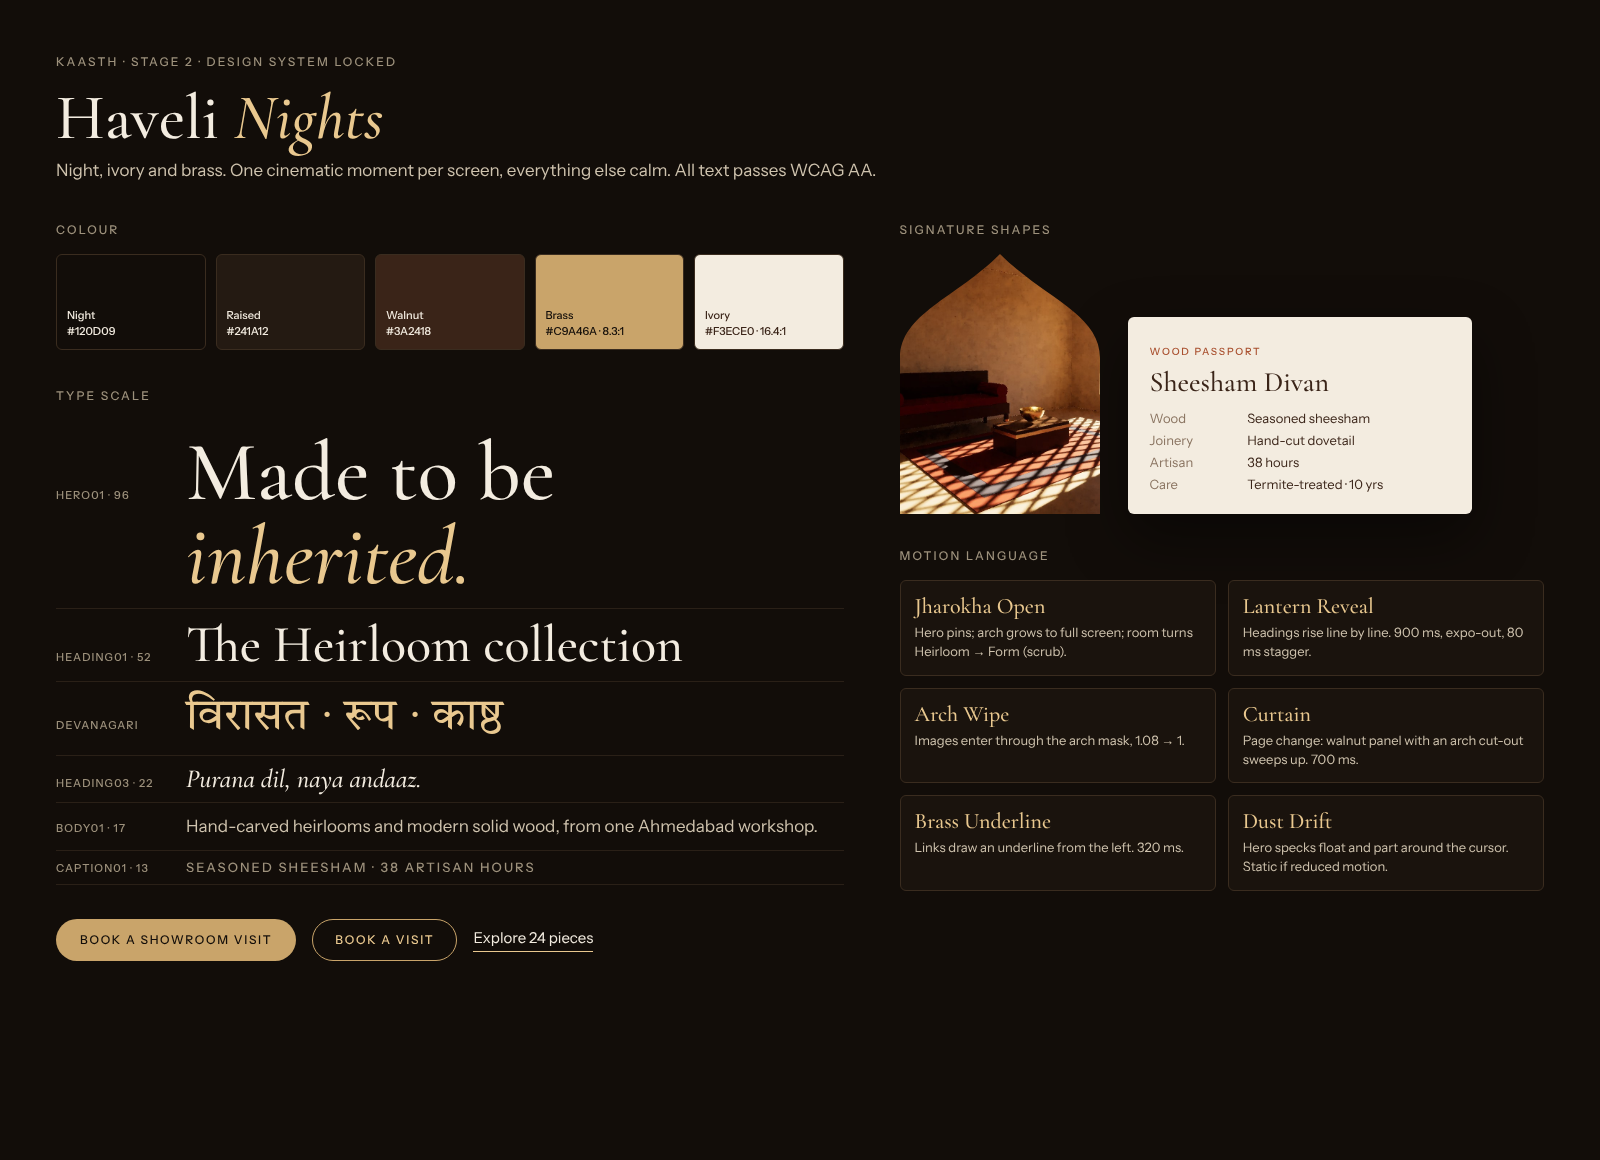 KAASTH · STAGE 2 · DESIGN SYSTEM LOCKED
Haveli Nights
Night, ivory and brass. One cinematic moment per screen, everything else calm. All text passes WCAG AA.
COLOUR
Night
#120D09
Raised
#241A12
Walnut
#3A2418
Brass
#C9A46A · 8.3:1
Ivory
#F3ECE0 · 16.4:1
TYPE SCALE
HERO01 · 96
Made to be
inherited.
HEADING01 · 52
The Heirloom collection
DEVANAGARI
विरासत · रूप · काष्ठ
HEADING03 · 22
Purana dil, naya andaaz.
BODY01 · 17
Hand-carved heirlooms and modern solid wood, from one Ahmedabad workshop.
CAPTION01 · 13
SEASONED SHEESHAM · 38 ARTISAN HOURS
BOOK A SHOWROOM VISIT
BOOK A VISIT
Explore 24 pieces
SIGNATURE SHAPES
WOOD PASSPORT
Sheesham Divan
Wood Seasoned sheesham
Joinery Hand-cut dovetail
Artisan 38 hours
Care Termite-treated · 10 yrs
MOTION LANGUAGE
Jharokha Open
Hero pins; arch grows to full screen; room turns
Heirloom → Form (scrub).
Lantern Reveal
Headings rise line by line. 900 ms, expo-out, 80
ms stagger.
Arch Wipe
Images enter through the arch mask, 1.08 → 1.
Curtain
Page change: walnut panel with an arch cut-out
sweeps up. 700 ms.
Brass Underline
Links draw an underline from the left. 320 ms.
Dust Drift
Hero specks float and part around the cursor.
Static if reduced motion.